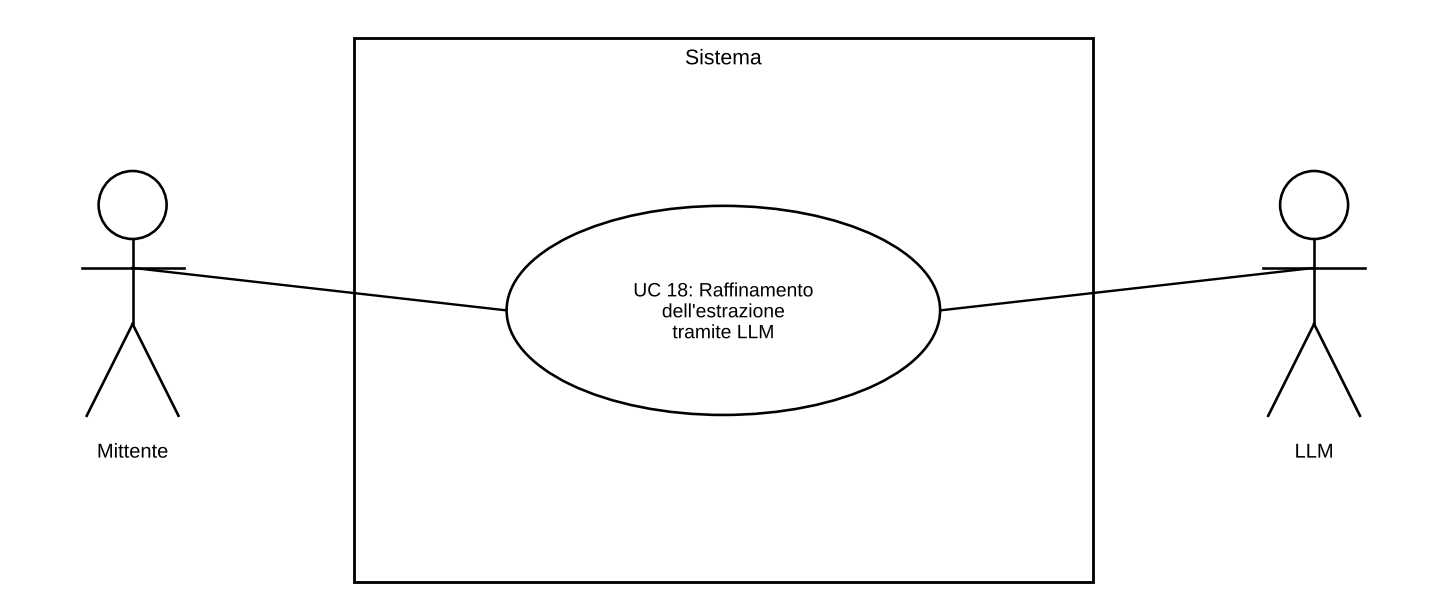 Sistema
UC 18: Raffinamento
dell'estrazione
tramite LLM
Mittente
LLM